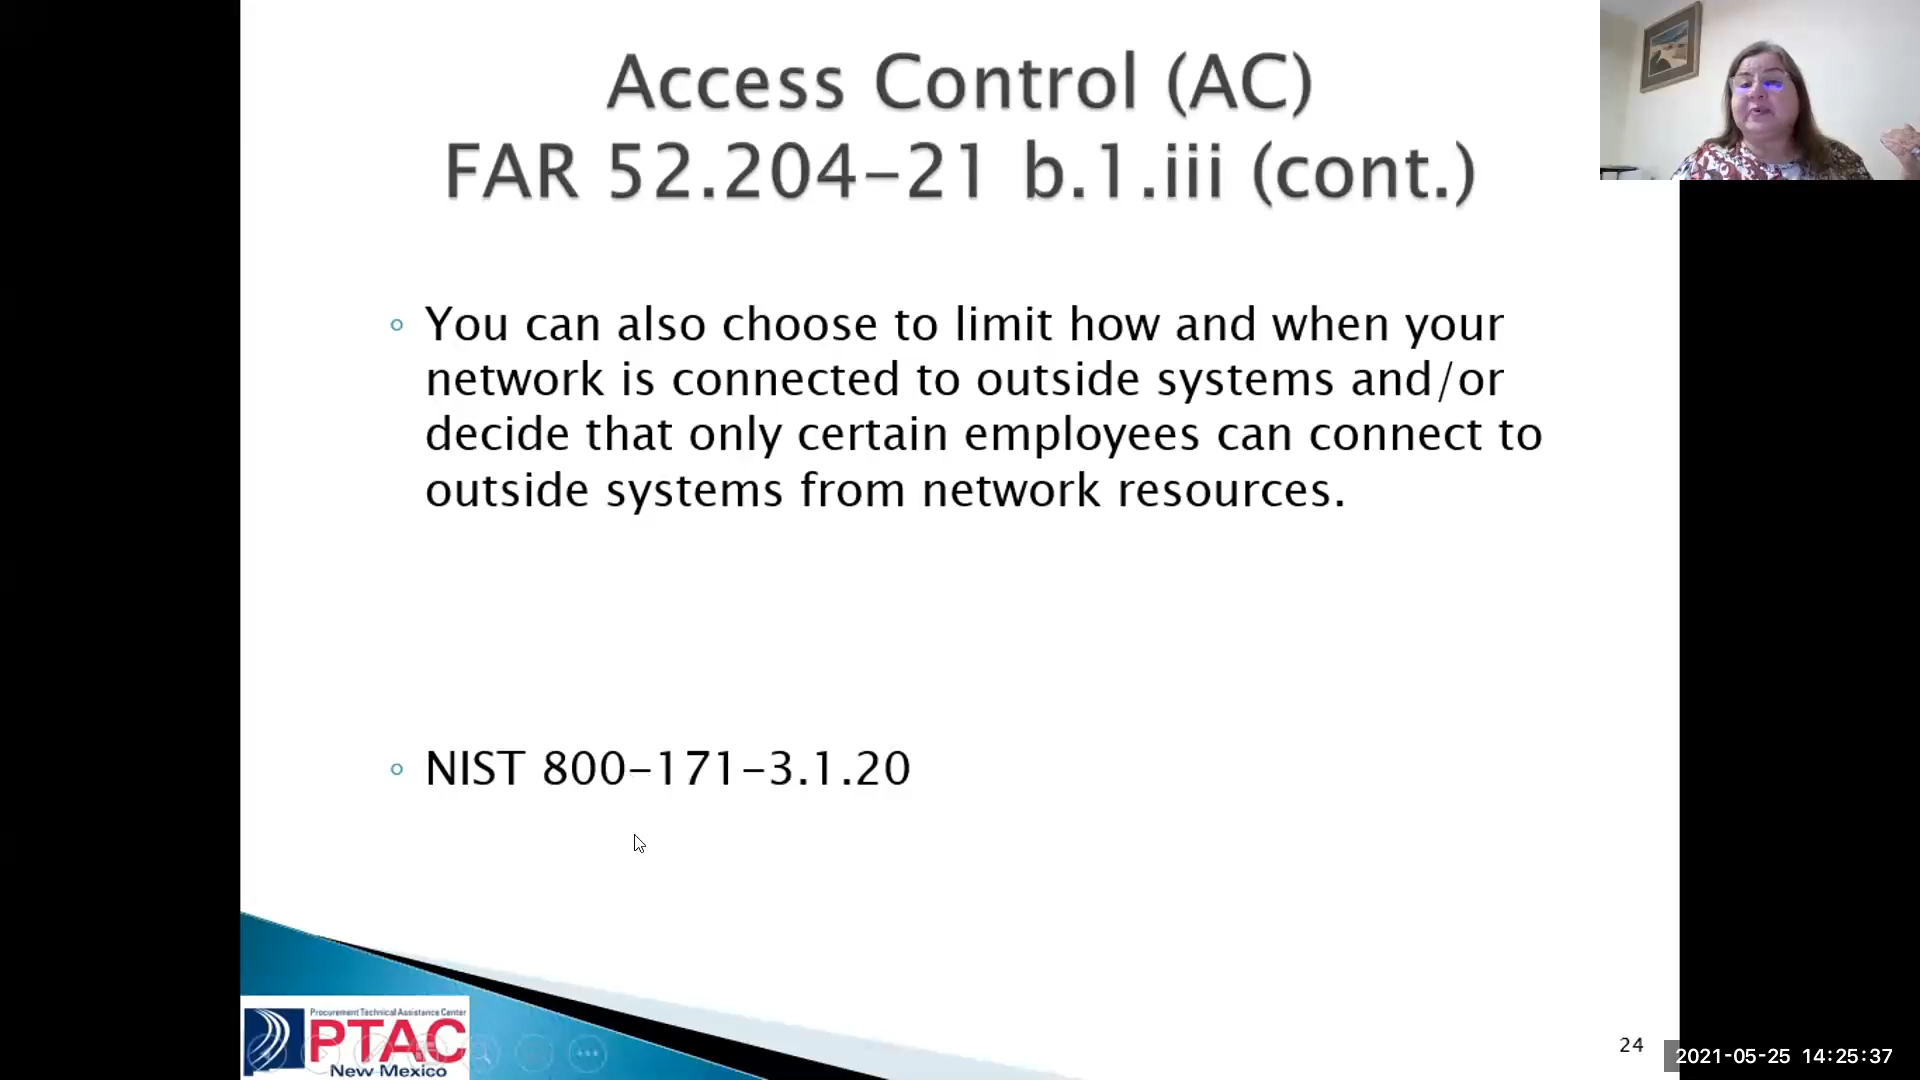 Access Control (AC)
FAR 52.204-21 b.1.iii (cont.)
You can also choose to limit how and when your
network is connected to outside systems and/or
decide that only certain employees can connect to
outside systems from network resources.
NIST 800-171-3.1.20
Procurement Technical Assistance Center
PTAC
New Mexico
24
2021-05-25 14:25:37